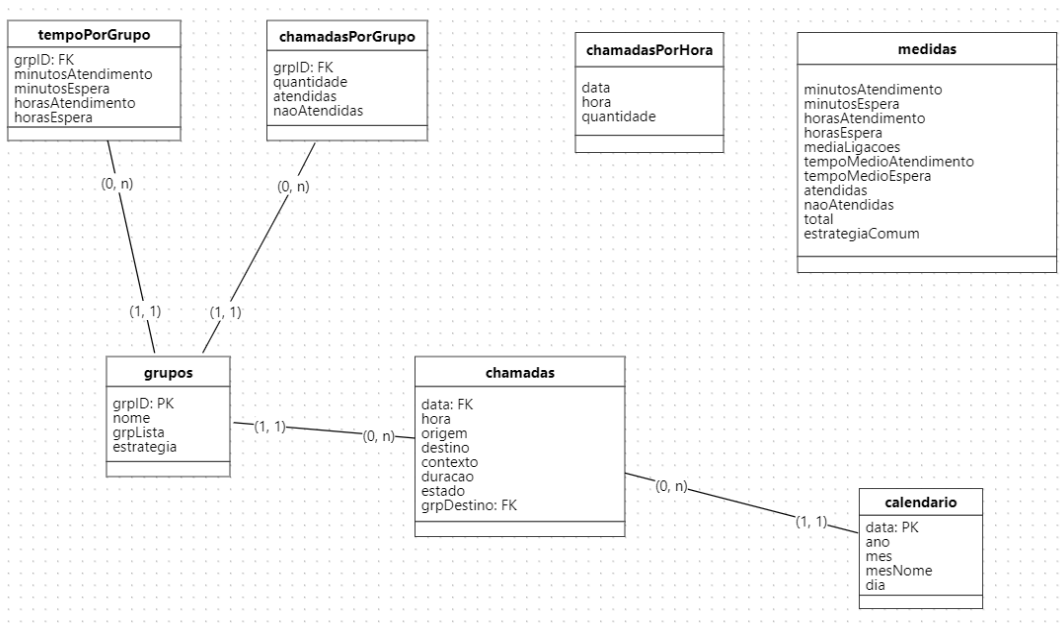 tempoPorGrupo
grpID: FK
minutosAtendimento
minutosEspera
horasAtendimento
horasEspera
chamadasPorGrupo
grpID: FK
quantidade
atendidas
naoAtendidas
chamadasPorHora
data
hora
quantidade
medidas
minutosAtendimento
minutosEspera
horasAtendimento
horasEspera
mediaLigacoes
tempoMedioAtendimento
tempoMedioEspera
atendidas
naoAtendidas
total
estrategiaComum
(0, n)
(0, n)
(1, 1)
(1, 1)
grupos
grpID: PK
nome
grpLista
estrategia
(1, 1)
(0, n)
chamadas
data: FK
hora
origem
destino
contexto
duracao
estado
grpDestino: FK
(0, n)
(1, 1)
calendario
data: PK
ano
mes
mesNome
dia